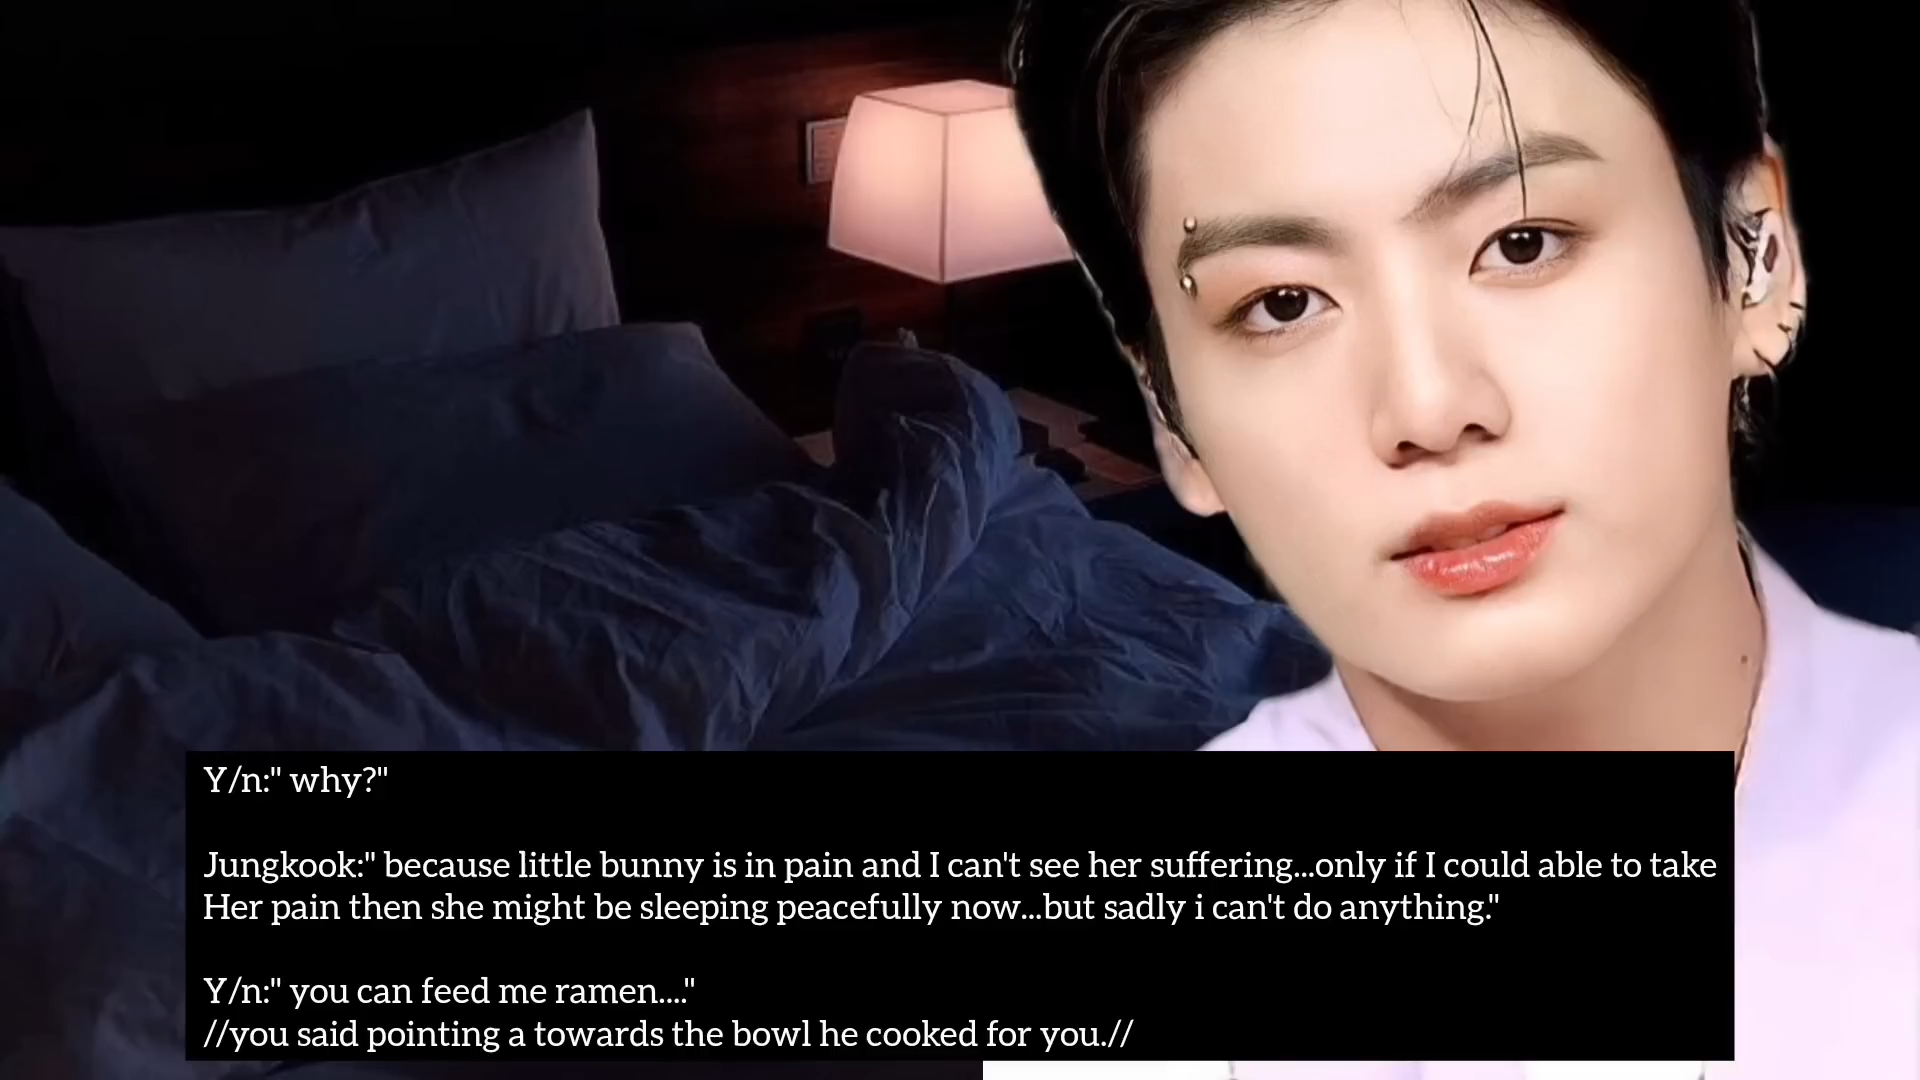 Y/n:" why?"
Jungkook:" because little bunny is in pain and I can't see her suffering...only if I could able to take
Her pain then she might be sleeping peacefully now...but sadly i can't do anything."
Y/n:" you can feed me ramen...."
//you said pointing a towards the bowl he cooked for you.//